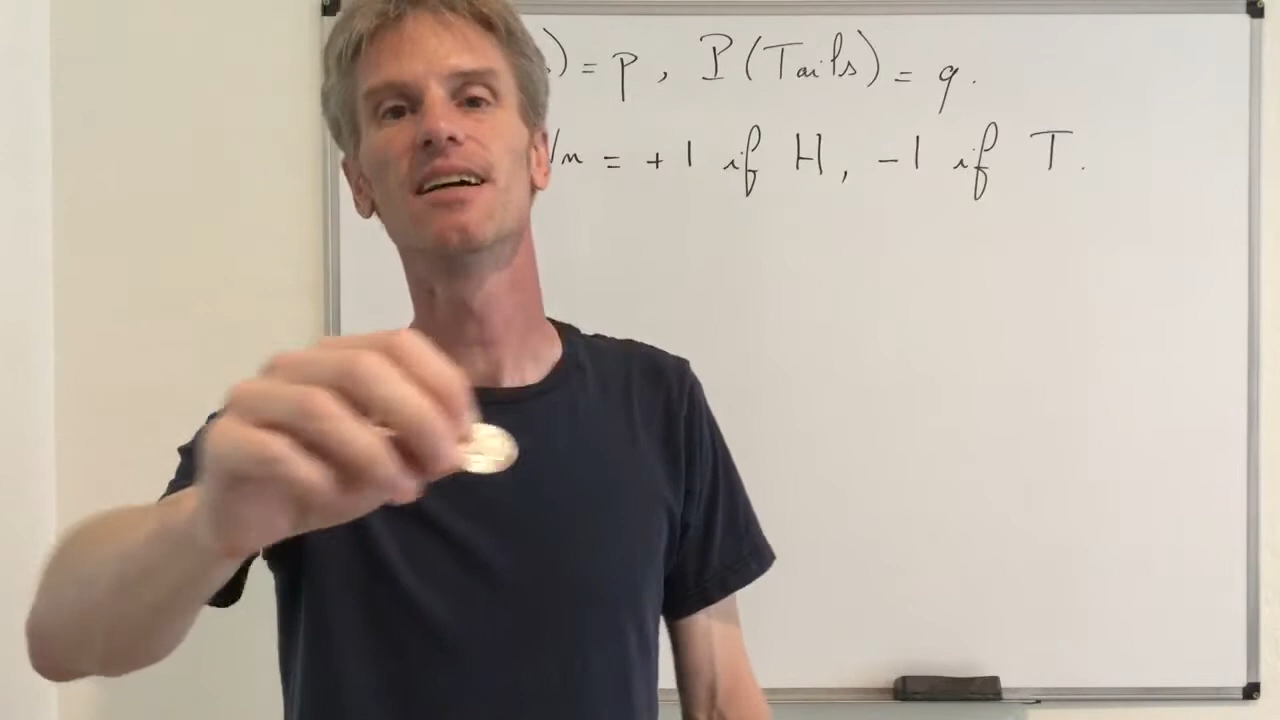 ) = p, P(Tails) = q.
n = +1 if H, -1 if T.